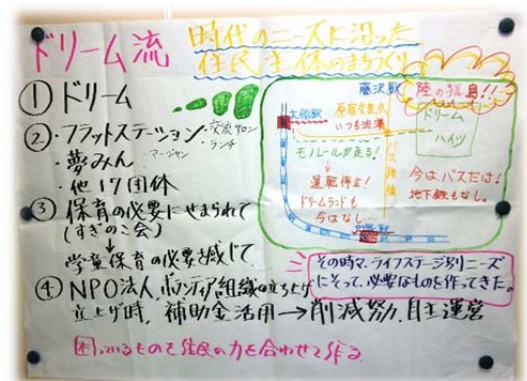 ドリーム流
時代のニーズに沿った
住民主体のまちづくり
① ドリーム
② ・フラットステーション ・交流サロン
・ランチ
・夢みん マージャン
・他17団体
③ 保育の必要にせまられて
(すぎのこ会)
↓
学童保育の必要を感じて
④ NPO法人、ボランティア組織の立ち上げ
立上げ時、補助金活用→削減努力、自主運営
困っているものを住民の力を合わせて作る
藤沢駅
陸の孤島!!
大船駅
原宿交差点
いつも渋滞
ドリーム
ハイツ
モノレールが走る!
↓
運転停止!
ドリームランドも
今はなし…
バス路線
今はバスだけ!
地下鉄もなし。
その時々、ライフステージ別ニーズ
にそって、必要なものを作ってきた。